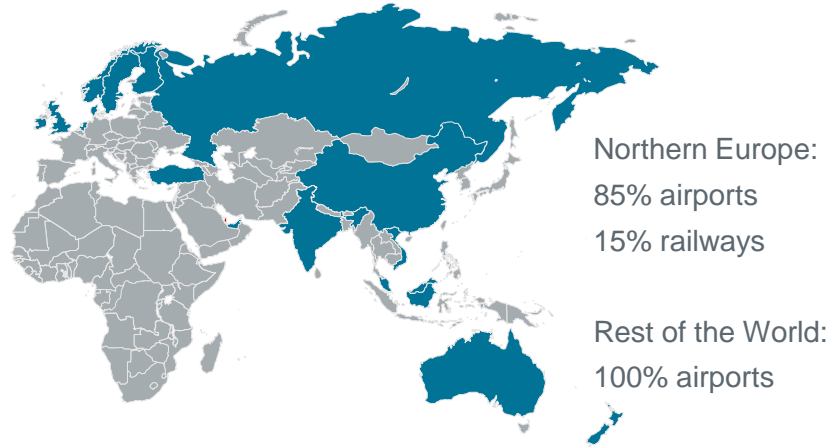 Northern Europe:
85% airports
15% railways
Rest of the World:
100% airports